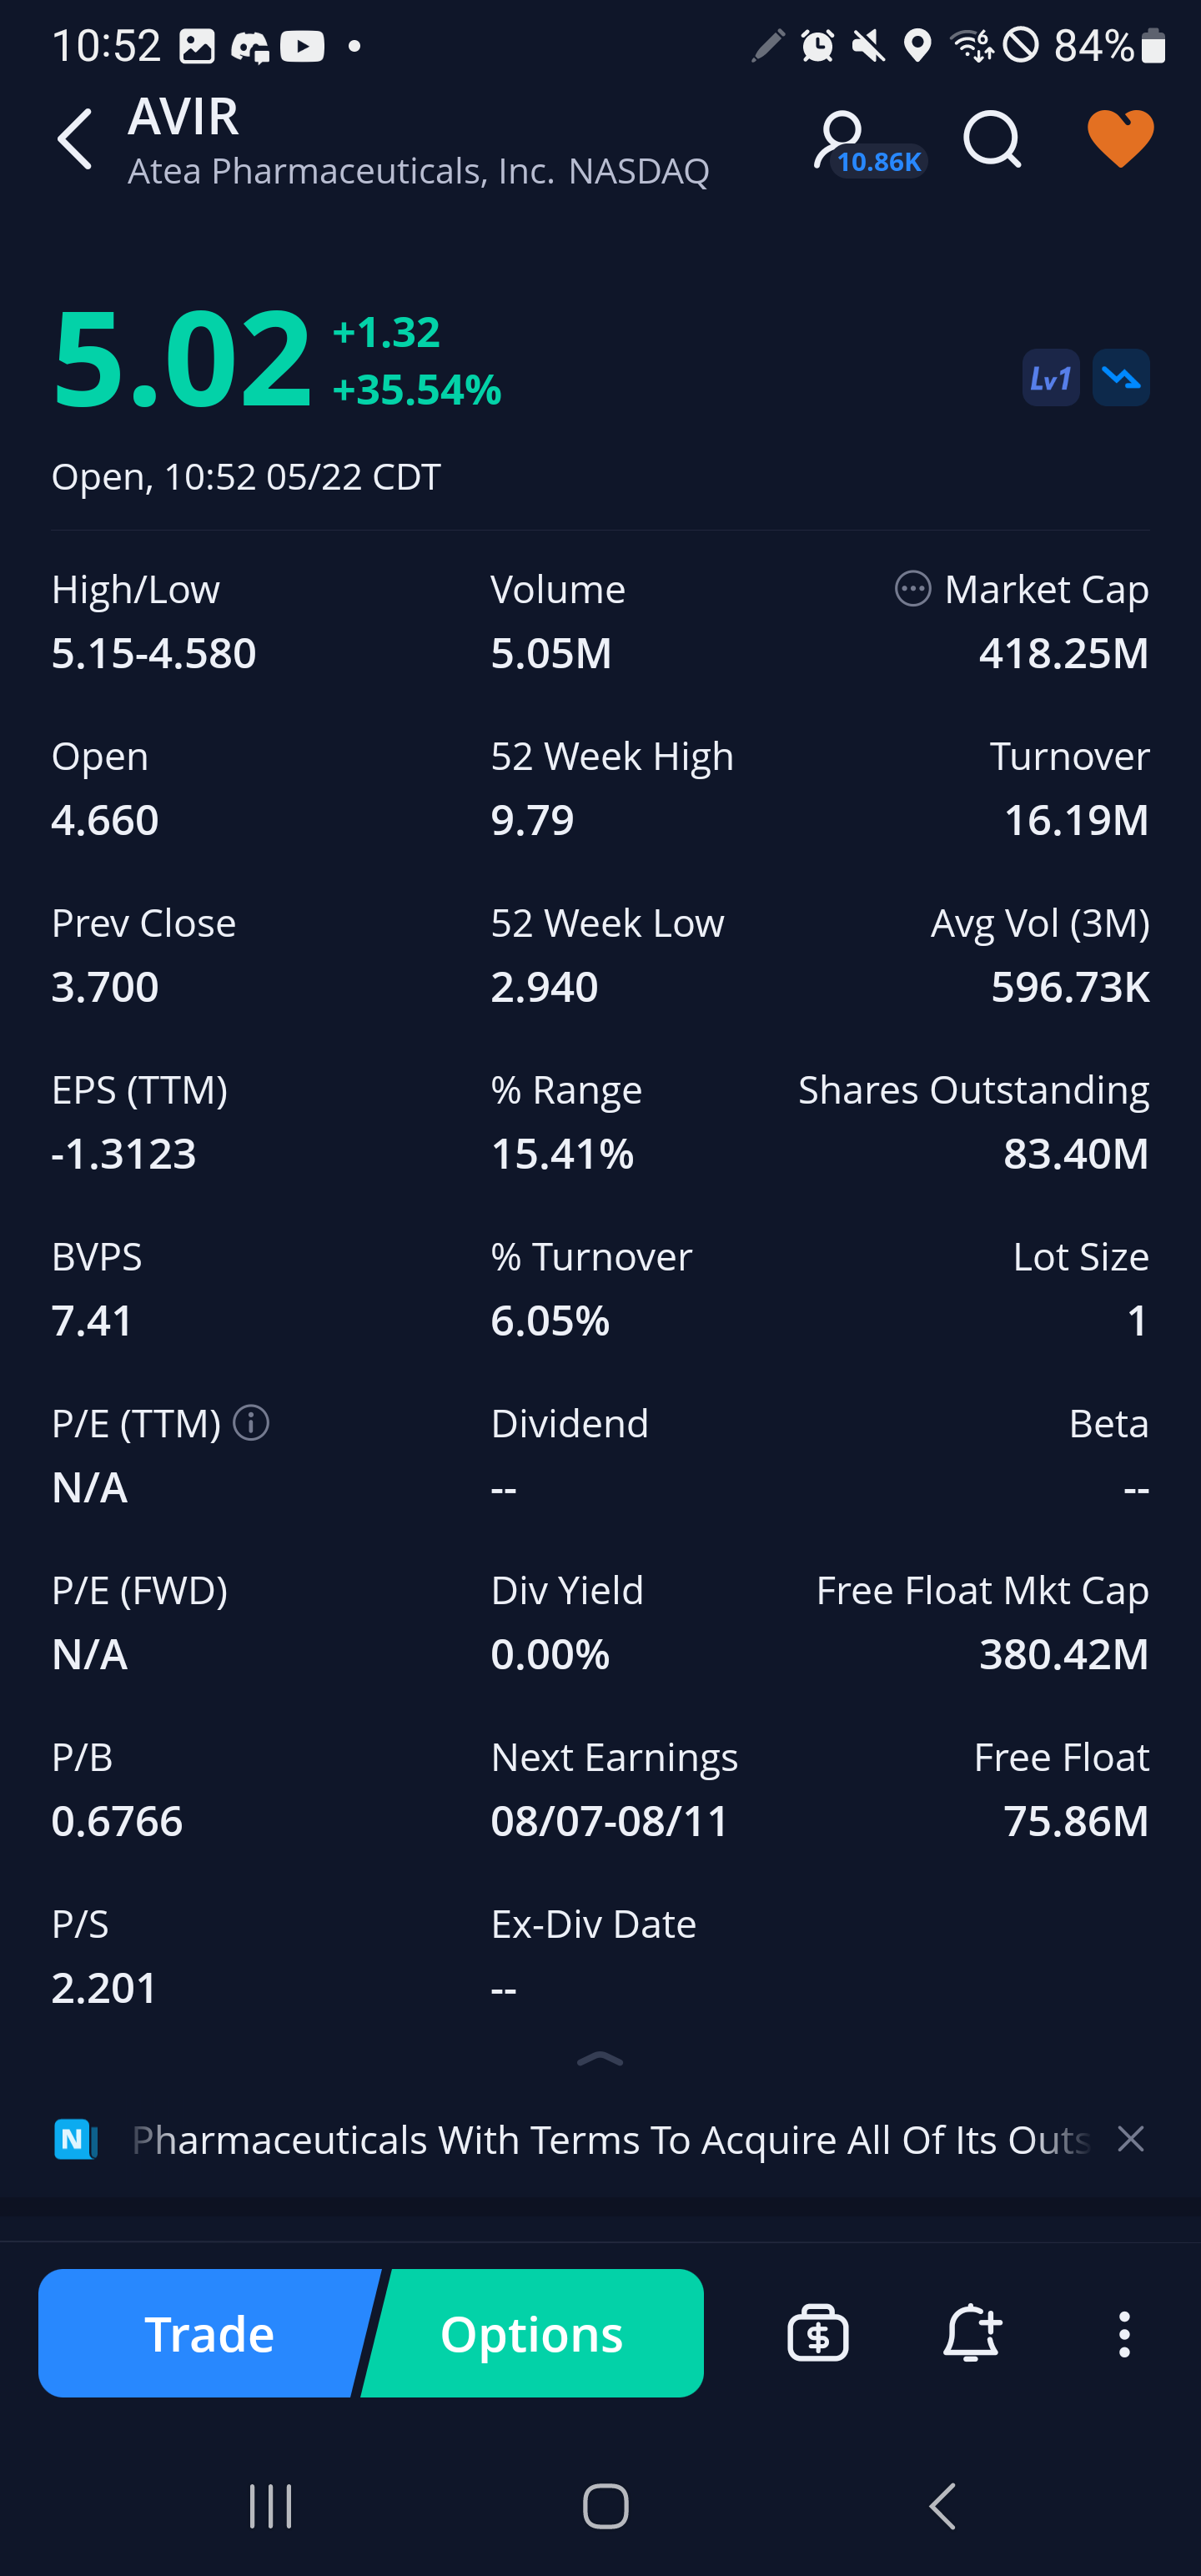 10:52
6
84%
AVIR
Atea Pharmaceuticals, Inc. NASDAQ
10.86K
5.02
+1.32
+35.54%
Lv1
Open, 10:52 05/22 CDT
High/Low Volume Market Cap
5.15-4.580 5.05M 418.25M
Open 52 Week High Turnover
4.660 9.79 16.19M
Prev Close 52 Week Low Avg Vol (3M)
3.700 2.940 596.73K
EPS (TTM) % Range Shares Outstanding
-1.3123 15.41% 83.40M
BVPS % Turnover Lot Size
7.41 6.05% 1
P/E (TTM) Dividend Beta
N/A -- --
P/E (FWD) Div Yield Free Float Mkt Cap
N/A 0.00% 380.42M
P/B Next Earnings Free Float
0.6766 08/07-08/11 75.86M
P/S Ex-Div Date
2.201 --
N Pharmaceuticals With Terms To Acquire All Of Its Outs
Trade Options